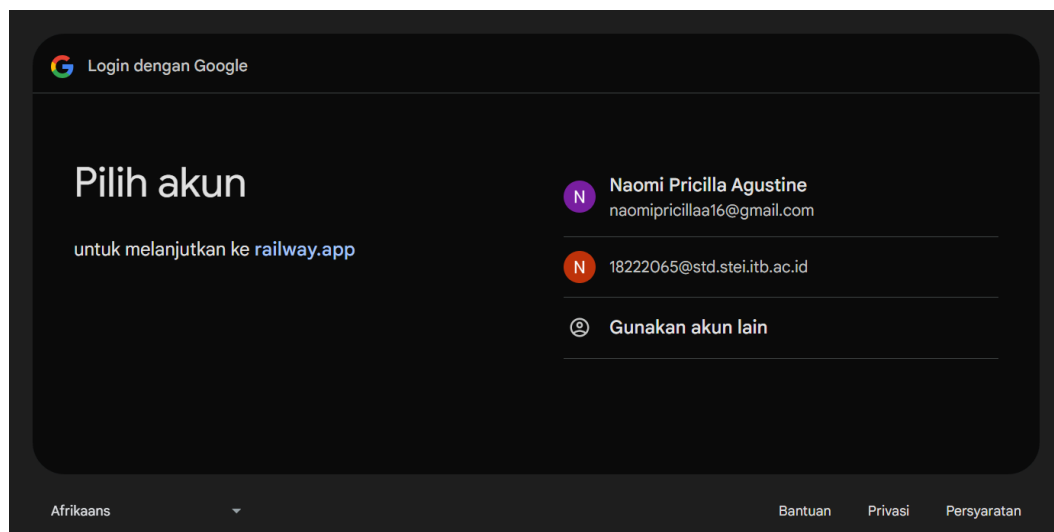 Login dengan Google
Pilih akun
untuk melanjutkan ke railway.app
N
Naomi Pricilla Agustine
naomipricillaa16@gmail.com
N
18222065@std.stei.itb.ac.id
Gunakan akun lain
Afrikaans
Bantuan
Privasi
Persyaratan